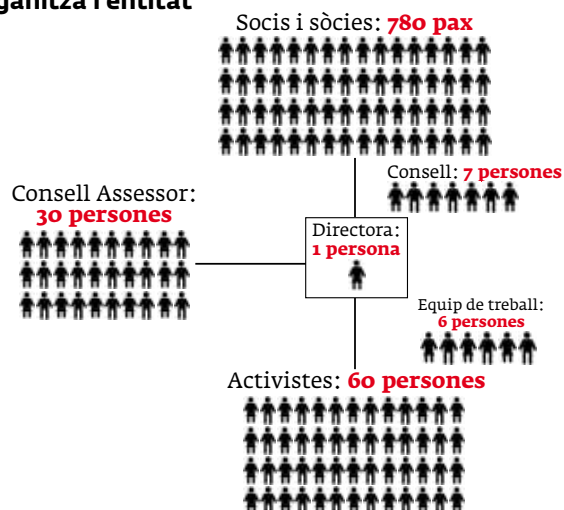 l'entitat
Socis i sòcies: 780 pax
Consell: 7 persones
Consell Assessor:
30 persones
Directora:
1 persona
Equip de treball:
6 persones
Activistes: 60 persones